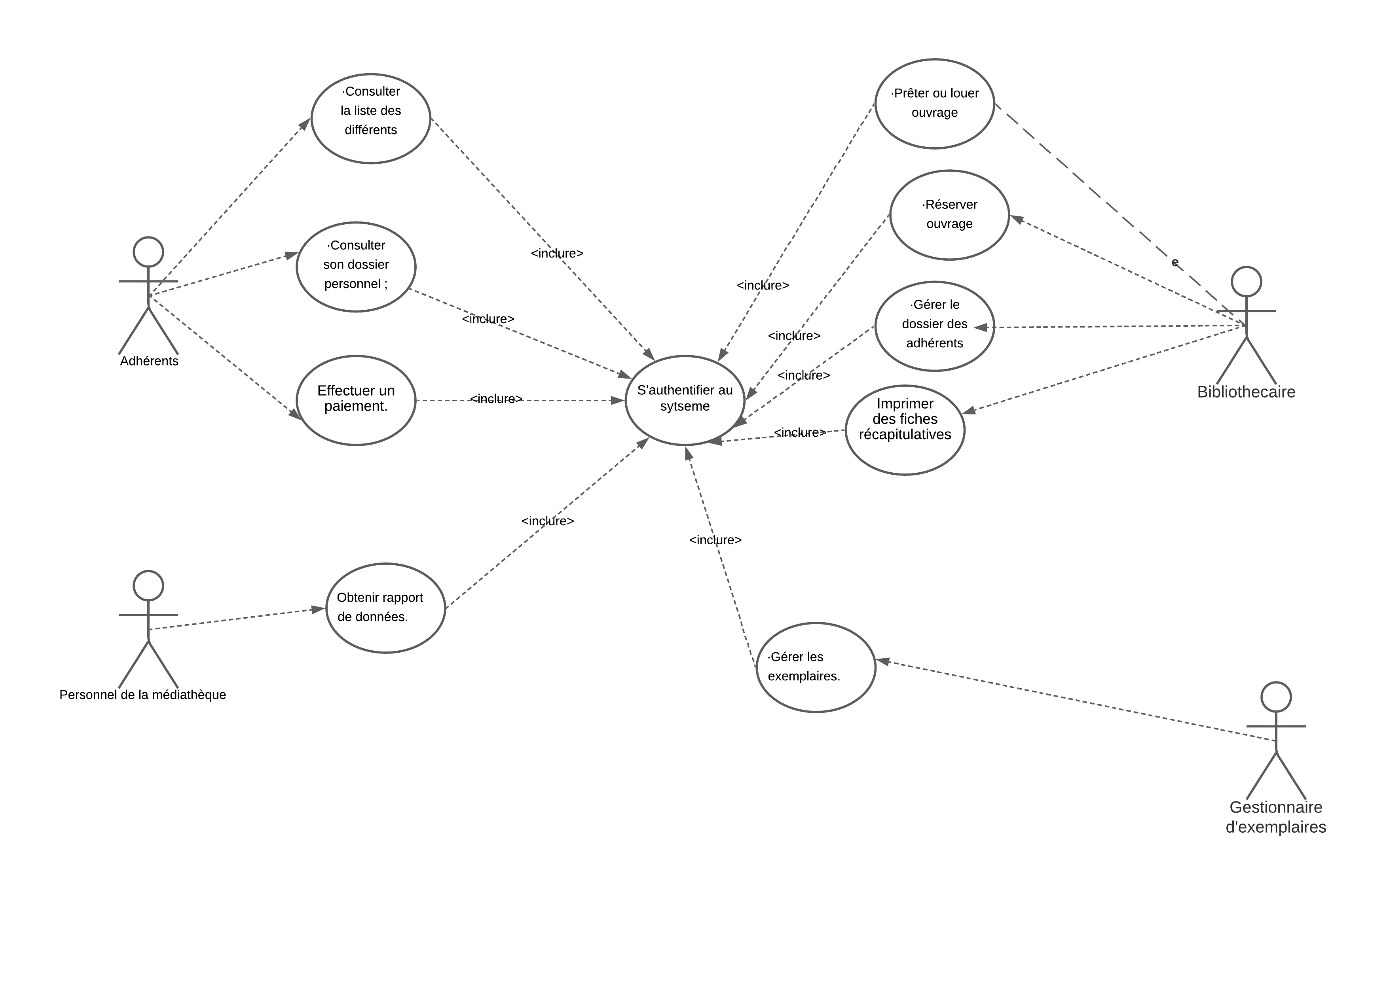 ·Consulter
la liste des
différents
·Prêter ou louer
ouvrage
·Réserver
ouvrage
·Consulter
son dossier
personnel ;
<inclure>
e
<inclure>
·Gérer le
dossier des
adhérents
<inclure>
<inclure>
Adhérents
<inclure>
Effectuer un
paiement.
<inclure>
S'authentifier au
sytseme
Imprimer
des fiches
récapitulatives
Bibliothecaire
<inclure>
<inclure>
<inclure>
Obtenir rapport
de données.
·Gérer les
exemplaires.
Personnel de la médiathèque
Gestionnaire
d'exemplaires